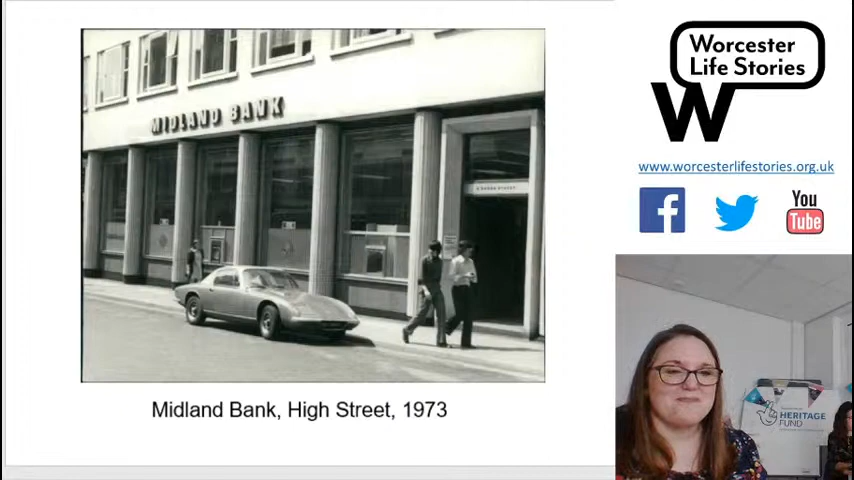 MIDLAND BANK
Midland Bank, High Street, 1973
Worcester
Life Stories
W
www.worcesterlifestories.org.uk
f
You
Tube
HERITAGE
FUND